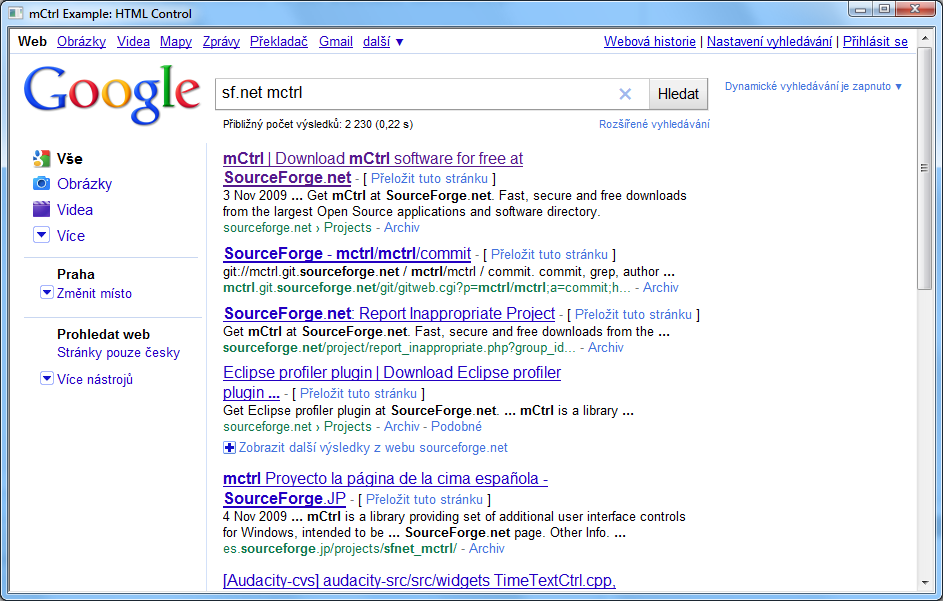 mCtrl Example: HTML Control
Web Obrázky Videa Mapy Zprávy Překladač Gmail další ▼ Webová historie | Nastavení vyhledávání | Přihlásit se
Google
sf.net mctrl
Hledat
Dynamické vyhledávání je zapnuto ▼
Přibližný počet výsledků: 2 230 (0,22 s) Rozšířené vyhledávání
Vše
Obrázky
Videa
Více
Praha
Změnit místo
Prohledat web
Stránky pouze česky
Více nástrojů
mCtrl | Download mCtrl software for free at
SourceForge.net - [ Přeložit tuto stránku ]
3 Nov 2009 ... Get mCtrl at SourceForge.net. Fast, secure and free downloads
from the largest Open Source applications and software directory.
sourceforge.net › Projects - Archiv
SourceForge - mctrl/mctrl/commit - [ Přeložit tuto stránku ]
git://mctrl.git.sourceforge.net / mctrl/mctrl / commit. commit, grep, author ...
mctrl.git.sourceforge.net/git/gitweb.cgi?p=mctrl/mctrl;a=commit;h... - Archiv
SourceForge.net: Report Inappropriate Project - [ Přeložit tuto stránku ]
Get mCtrl at SourceForge.net. Fast, secure and free downloads from the ...
sourceforge.net/project/report_inappropriate.php?group_id... - Archiv
Eclipse profiler plugin | Download Eclipse profiler
plugin ... - [ Přeložit tuto stránku ]
Get Eclipse profiler plugin at SourceForge.net. ... mCtrl is a library ...
sourceforge.net › Projects - Archiv - Podobné
Zobrazit další výsledky z webu sourceforge.net
mctrl Proyecto la página de la cima española -
SourceForge.JP - [ Přeložit tuto stránku ]
4 Nov 2009 ... mCtrl is a library providing set of additional user interface controls
for Windows, intended to be ... SourceForge.net page. Other Info. ...
es.sourceforge.jp/projects/sfnet_mctrl/ - Archiv
[Audacity-cvs] audacity-src/src/widgets TimeTextCtrl.cpp,